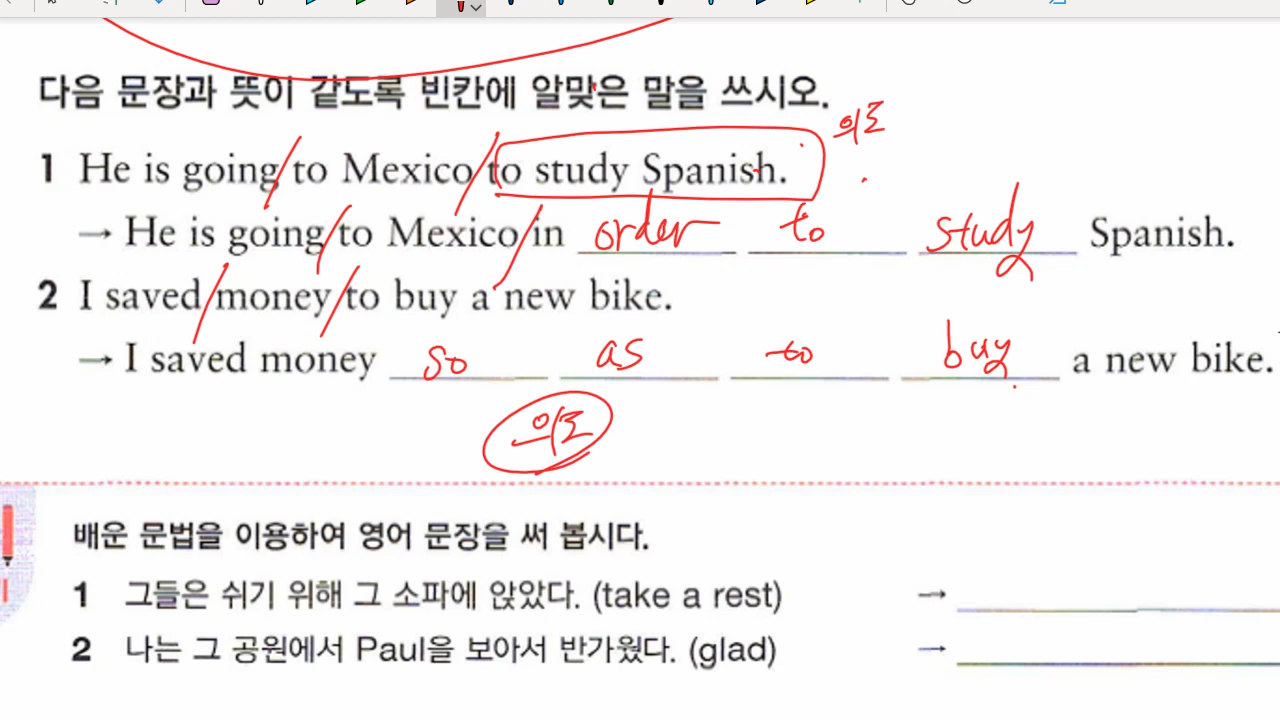 다음 문장과 뜻이 같도록 빈칸에 알맞은 말을 쓰시오.
의도
1 He is going to Mexico to study Spanish.
→ He is going to Mexico in order to study Spanish.
2 I saved money to buy a new bike.
→ I saved money so as to buy a new bike.
의도
배운 문법을 이용하여 영어 문장을 써 봅시다.
1 그들은 쉬기 위해 그 소파에 앉았다. (take a rest) →
2 나는 그 공원에서 Paul을 보아서 반가웠다. (glad) →